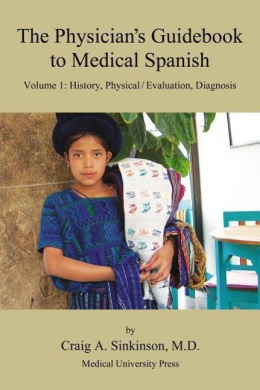 The Physician's Guidebook
to Medical Spanish
Volume 1: History, Physical/Evaluation, Diagnosis
by
Craig A. Sinkinson, M.D.
Medical University Press